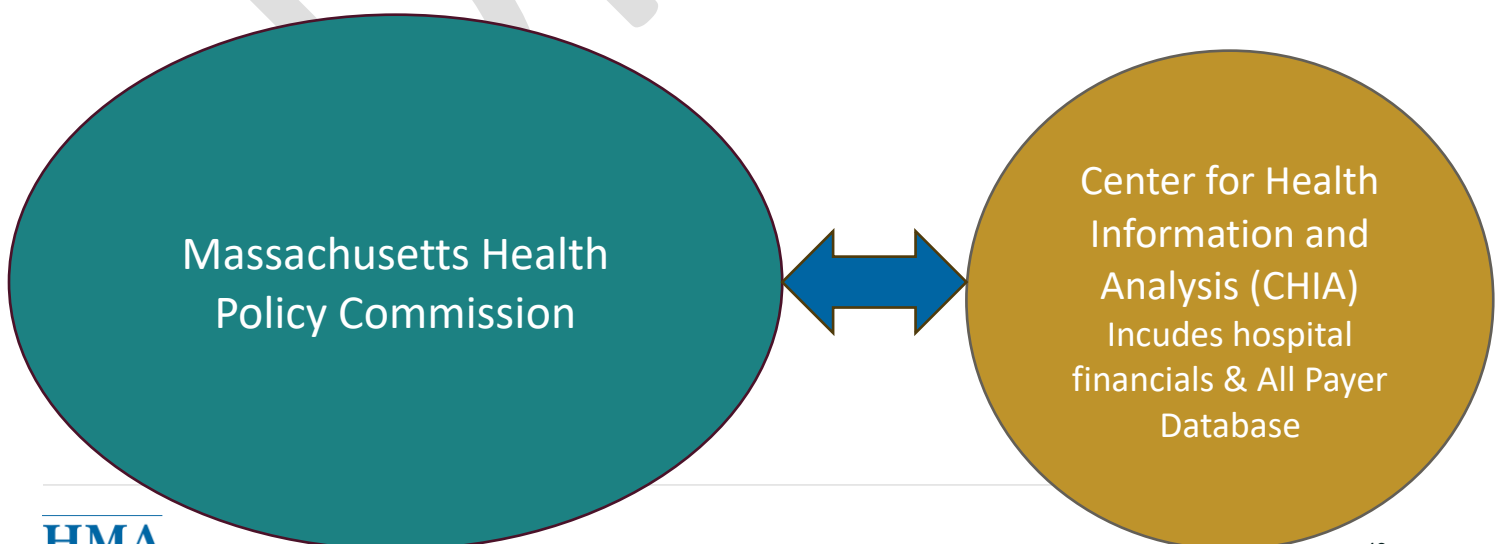 Massachusetts Health
Policy Commission
Center for Health
Information and
Analysis (CHIA)
Incudes hospital
financials & All Payer
Database
HMA